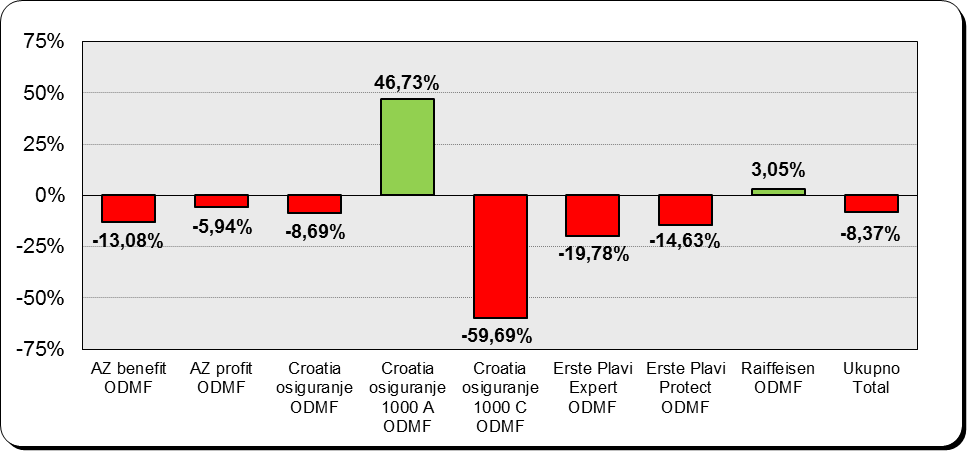 75%
50%
25%
0%
-25%
-50%
-75%
-13,08%
-5,94%
-8,69%
46,73%
-59,69%
-19,78%
-14,63%
3,05%
-8,37%
AZ benefit
ODMF
AZ profit
ODMF
Croatia
osiguranje
ODMF
Croatia
osiguranje
1000 A
ODMF
Croatia
osiguranje
1000 C
ODMF
Erste Plavi
Expert
ODMF
Erste Plavi
Protect
ODMF
Raiffeisen
ODMF
Ukupno
Total